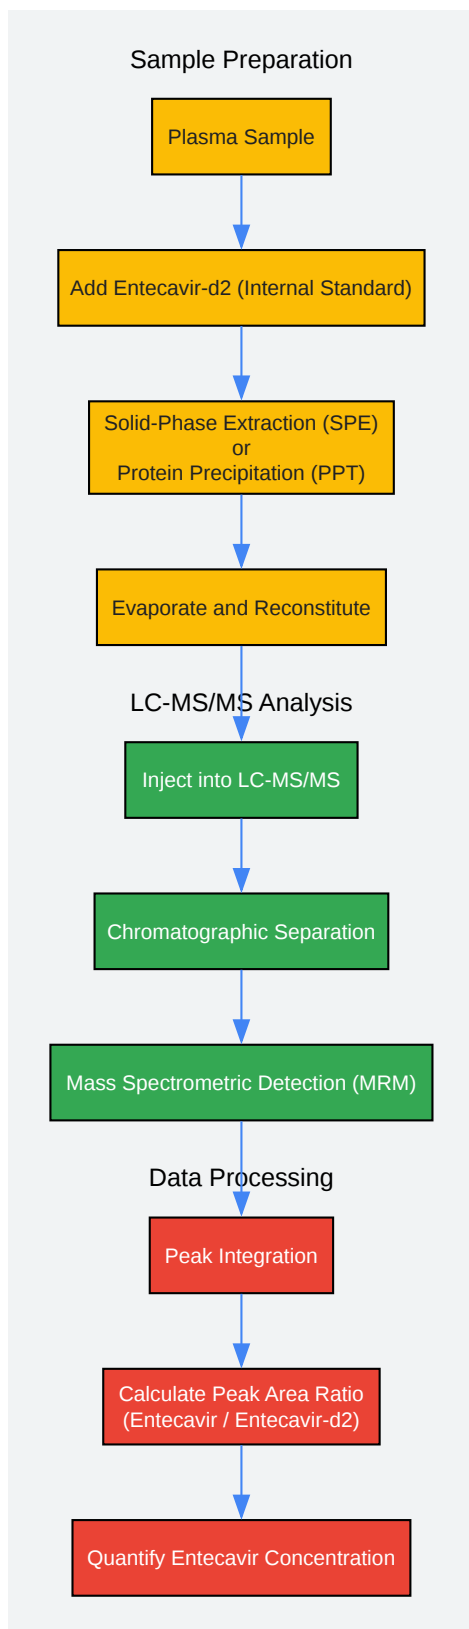 Sample Preparation
Plasma Sample
Add Entecavir-d2 (Internal Standard)
Solid-Phase Extraction (SPE)
or
Protein Precipitation (PPT)
Evaporate and Reconstitute
LC-MS/MS Analysis
Inject into LC-MS/MS
Chromatographic Separation
Mass Spectrometric Detection (MRM)
Data Processing
Peak Integration
Calculate Peak Area Ratio
(Entecavir / Entecavir-d2)
Quantify Entecavir Concentration